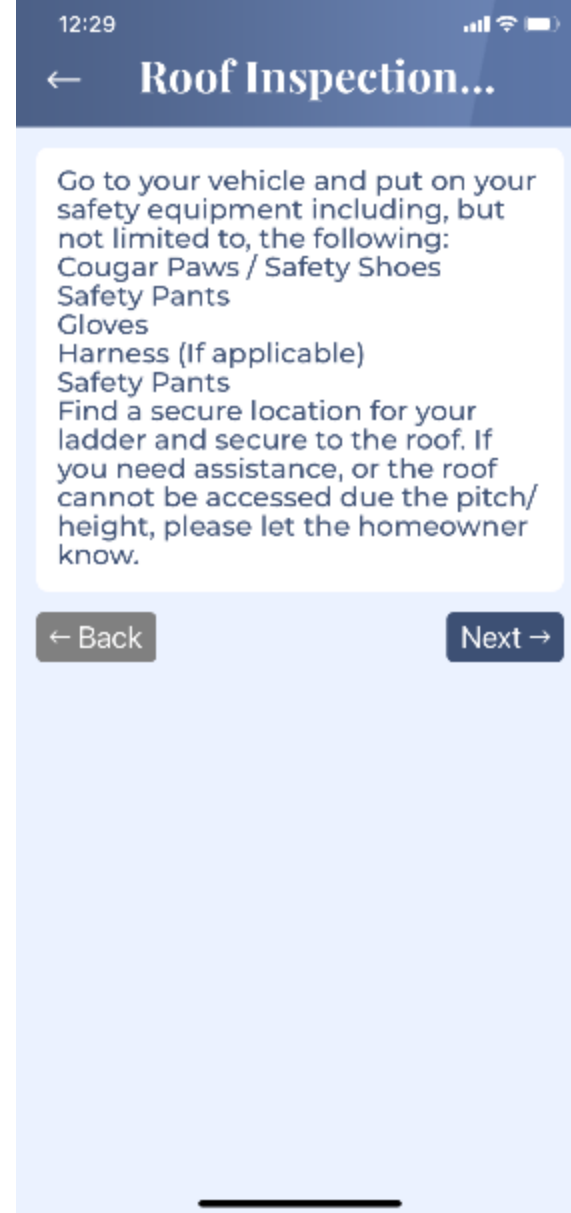 12:29
← Roof Inspection...
Go to your vehicle and put on your
safety equipment including, but
not limited to, the following:
Cougar Paws / Safety Shoes
Safety Pants
Gloves
Harness (If applicable)
Safety Pants
Find a secure location for your
ladder and secure to the roof. If
you need assistance, or the roof
cannot be accessed due the pitch/
height, please let the homeowner
know.
← Back
Next →